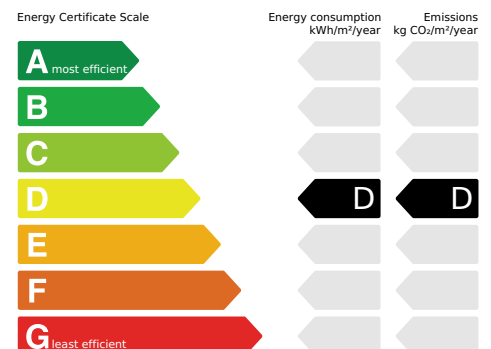 Energy Certificate Scale
Energy consumption
kWh/m²/year
Emissions
kg CO₂/m²/year
A most efficient
B
C
D D D
E
F
G least efficient